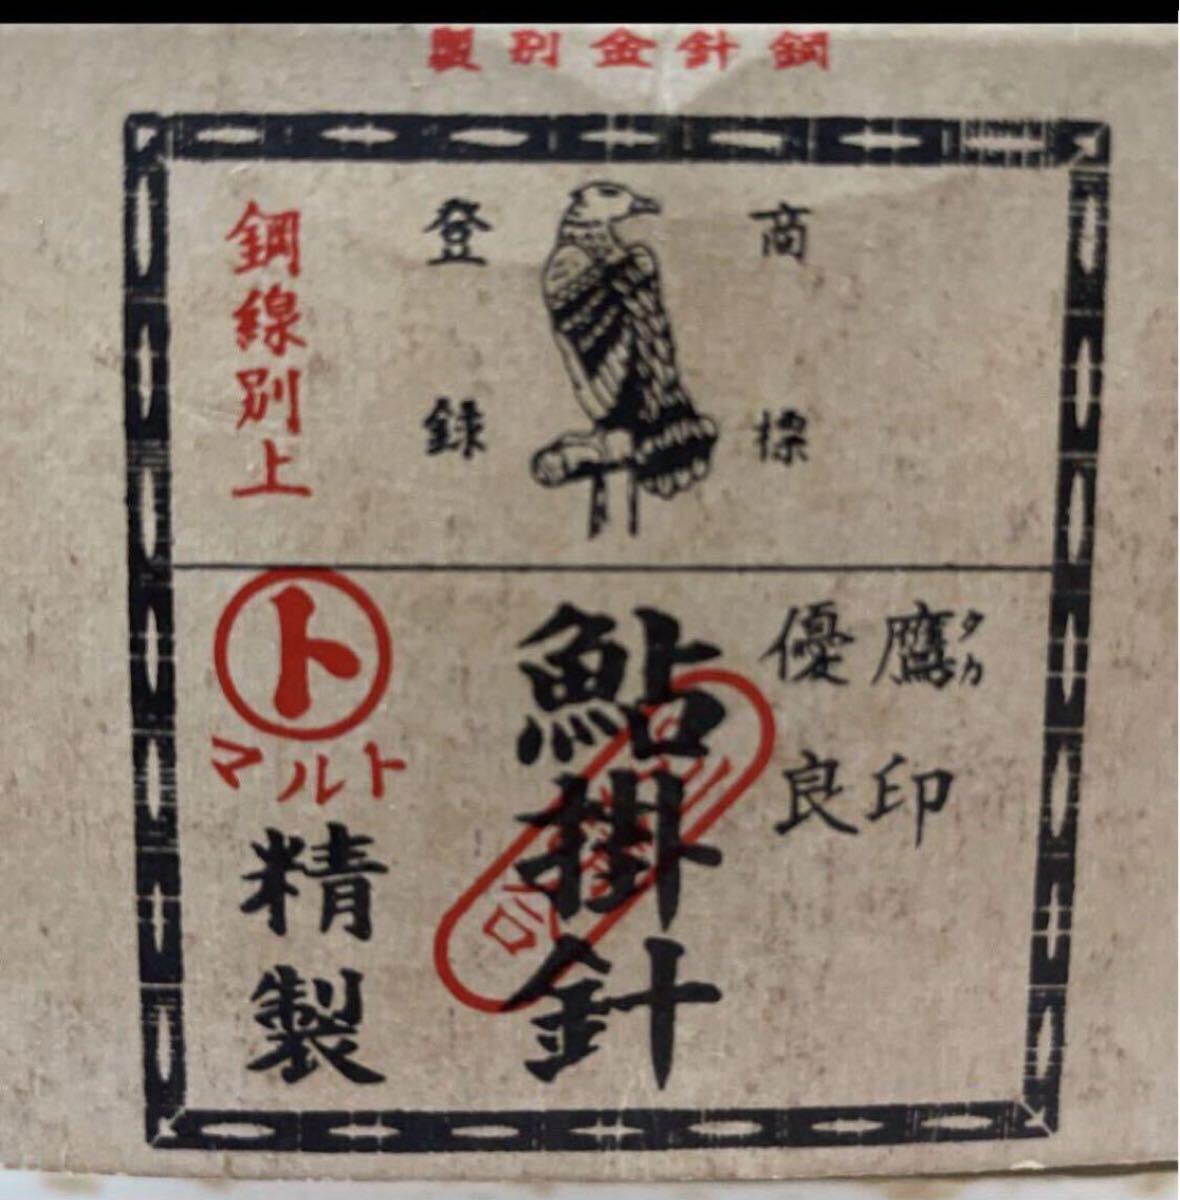 鋼針金別製
商標
登録
鋼線別上
鷹タカ印
優良
鮎掛針
ト
マルト
精製